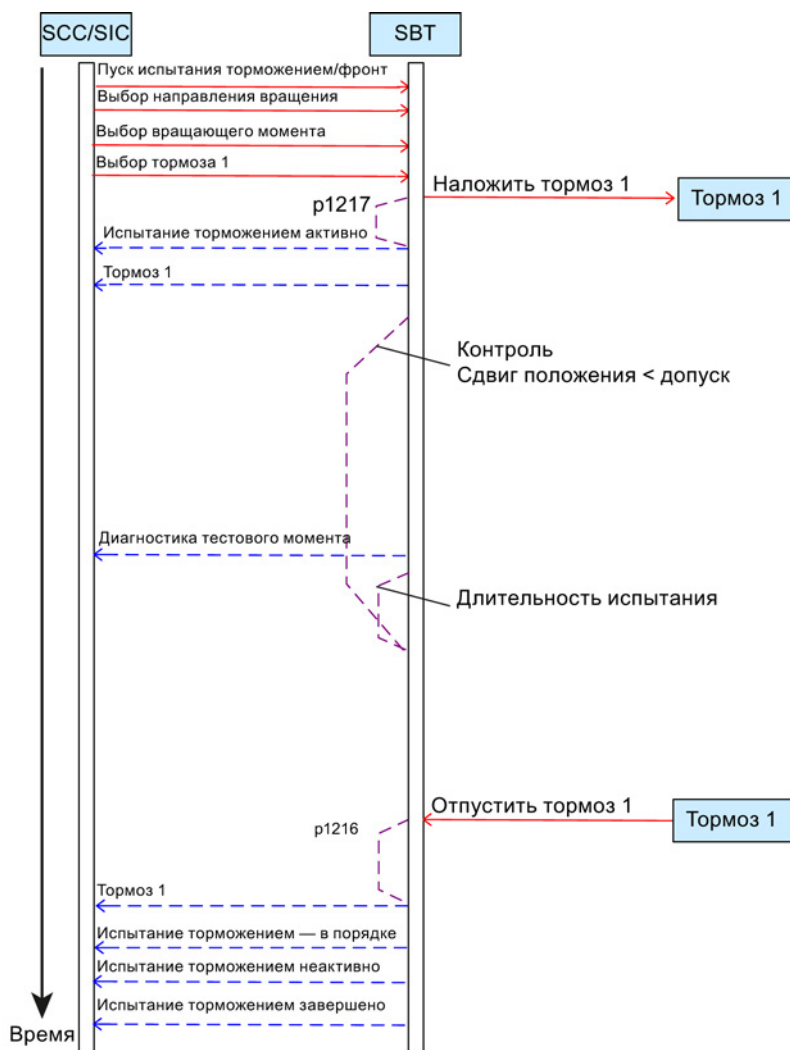 SCC/SIC
SBT
Пуск испытания торможением/фронт
Выбор направления вращения
Выбор вращающего момента
Выбор тормоза 1
Наложить тормоз 1
Тормоз 1
p1217
Испытание торможением активно
Тормоз 1
Контроль
Сдвиг положения < допуск
Диагностика тестового момента
Длительность испытания
Отпустить тормоз 1
Тормоз 1
p1216
Тормоз 1
Испытание торможением — в порядке
Испытание торможением неактивно
Испытание торможением завершено
Время